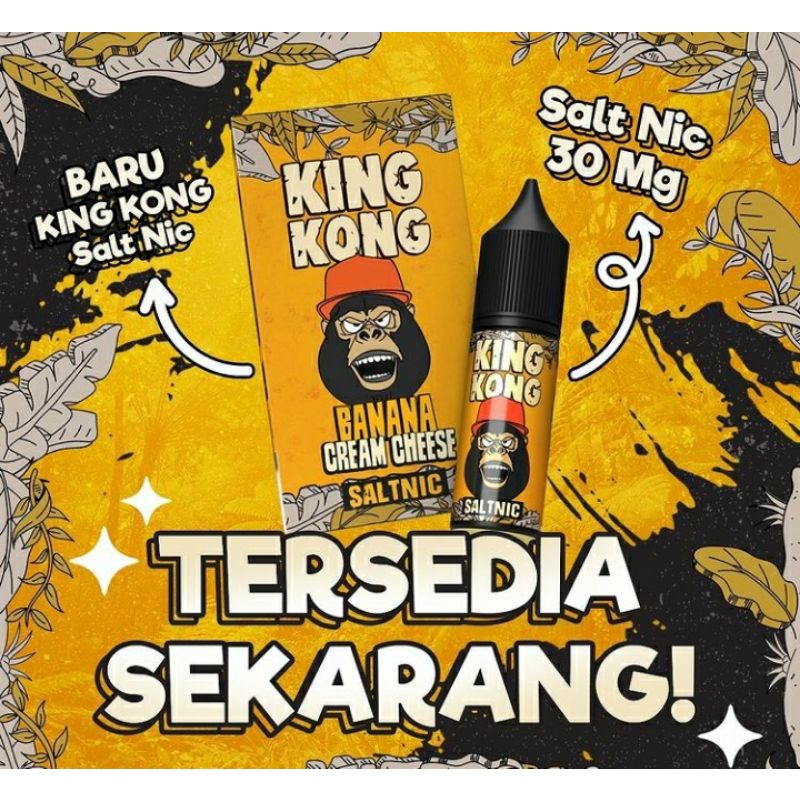 BARU
KING KONG
Salt Nic
Salt Nic
30 Mg
KING
KONG
BANANA
CREAM CHEESE
SALTNIC
KING
KONG
SALTNIC
TERSEDIA
SEKARANG!